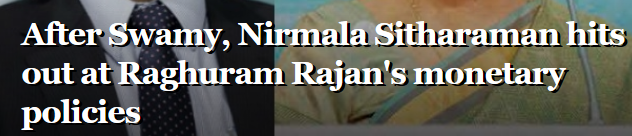 After Swamy, Nirmala Sitharaman hits
out at Raghuram Rajan's monetary
policies